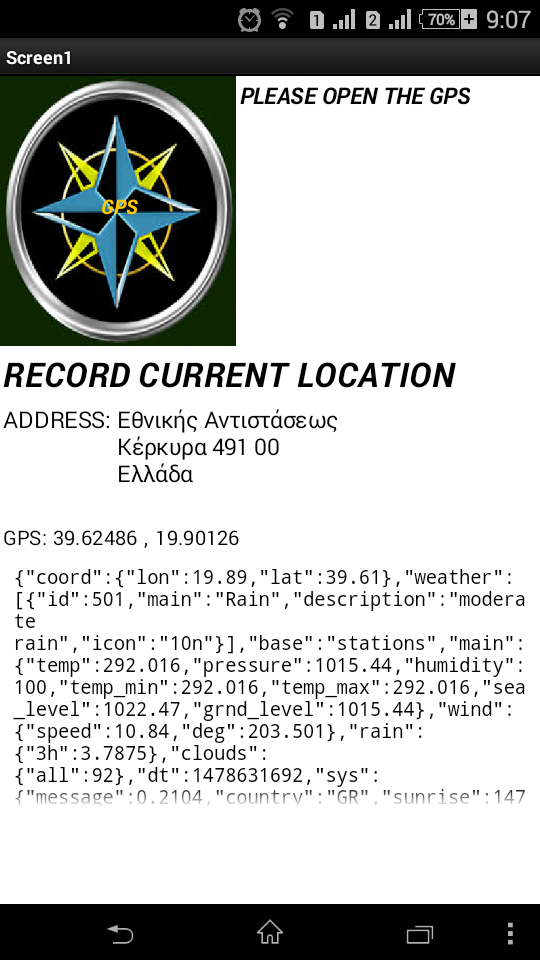 1 2 70% 9:07
Screen1
PLEASE OPEN THE GPS
GPS
RECORD CURRENT LOCATION
ADDRESS: Εθνικής Αντιστάσεως
Κέρκυρα 491 00
Ελλάδα
GPS: 39.62486 , 19.90126
{"coord":{"lon":19.89,"lat":39.61},"weather":
[{"id":501,"main":"Rain","description":"modera
te
rain","icon":"10n"}],"base":"stations","main":
{"temp":292.016,"pressure":1015.44,"humidity":
100,"temp_min":292.016,"temp_max":292.016,"sea
_level":1022.47,"grnd_level":1015.44},"wind":
{"speed":10.84,"deg":203.501},"rain":
{"3h":3.7875},"clouds":
{"all":92},"dt":1478631692,"sys":
{"message":0.2104,"country":"GR","sunrise":147